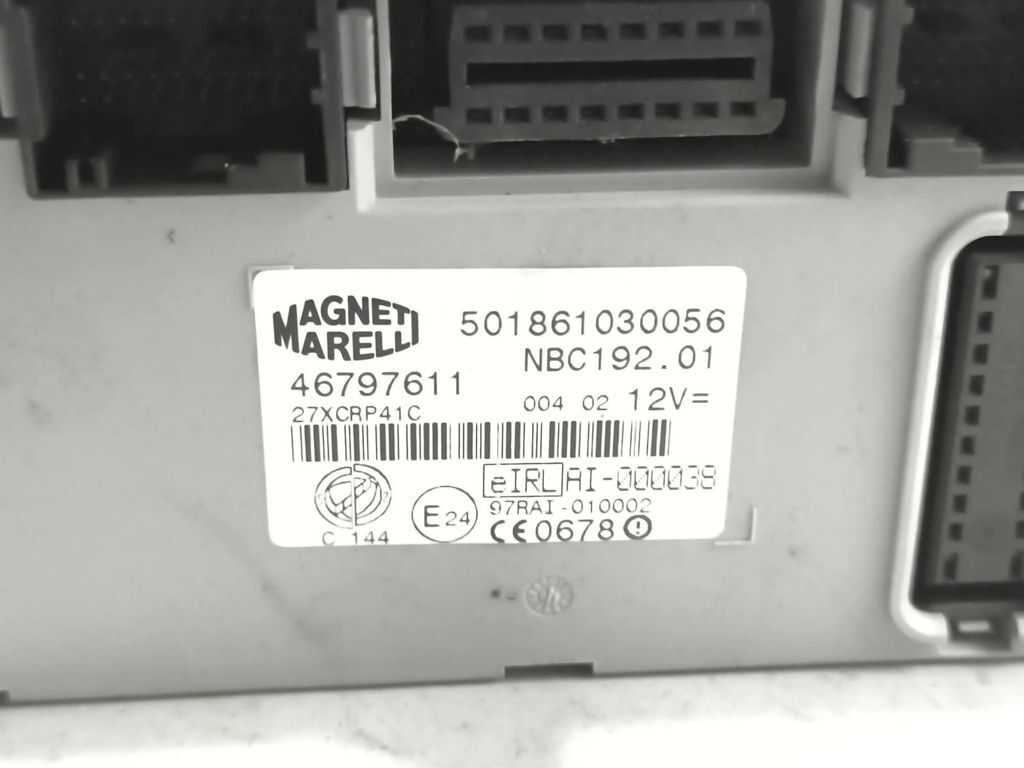 MAGNETI
MARELLI
501861030056
NBC192.01
46797611
27XCRP41C
004 02 12V=
eIRL AI-000038
97RAI-010002
E24
CE0678
C 144